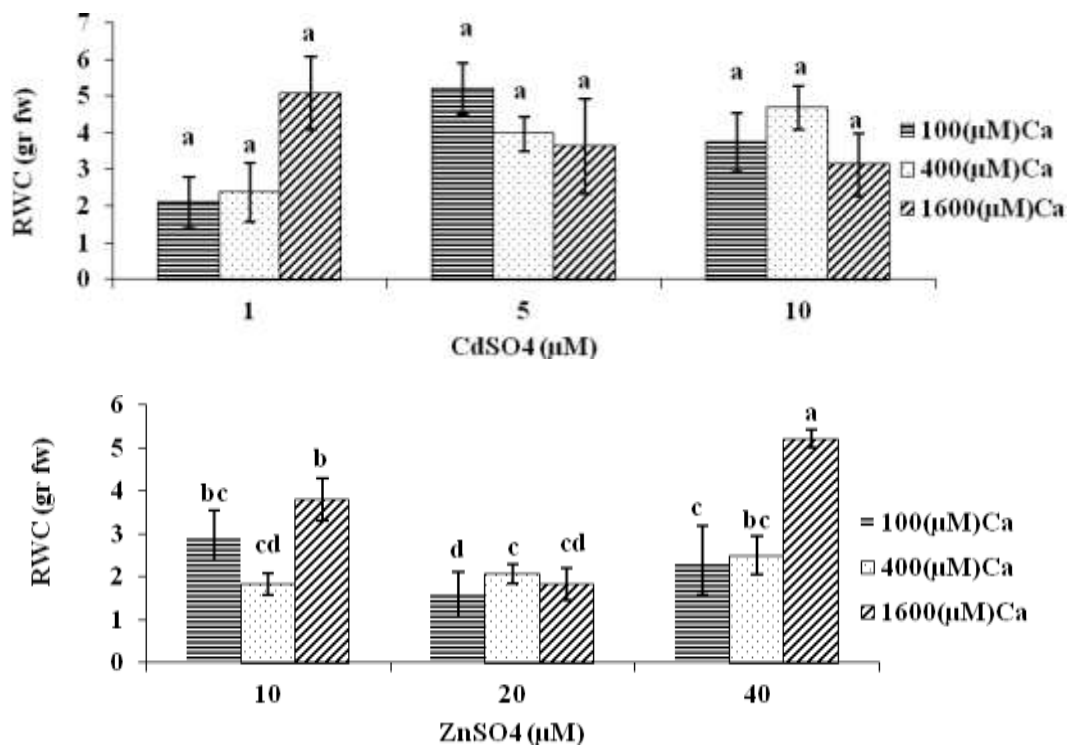 7
6
5
4
3
2
1
0
RWC (gr fw)
a a a a a a a a a
1 5 10
CdSO4 (µM)
100(µM)Ca
400(µM)Ca
1600(µM)Ca
6
5
4
3
2
1
0
RWC (gr fw)
bc cd b d c cd c bc a
10 20 40
ZnSO4 (µM)
100(µM)Ca
400(µM)Ca
1600(µM)Ca